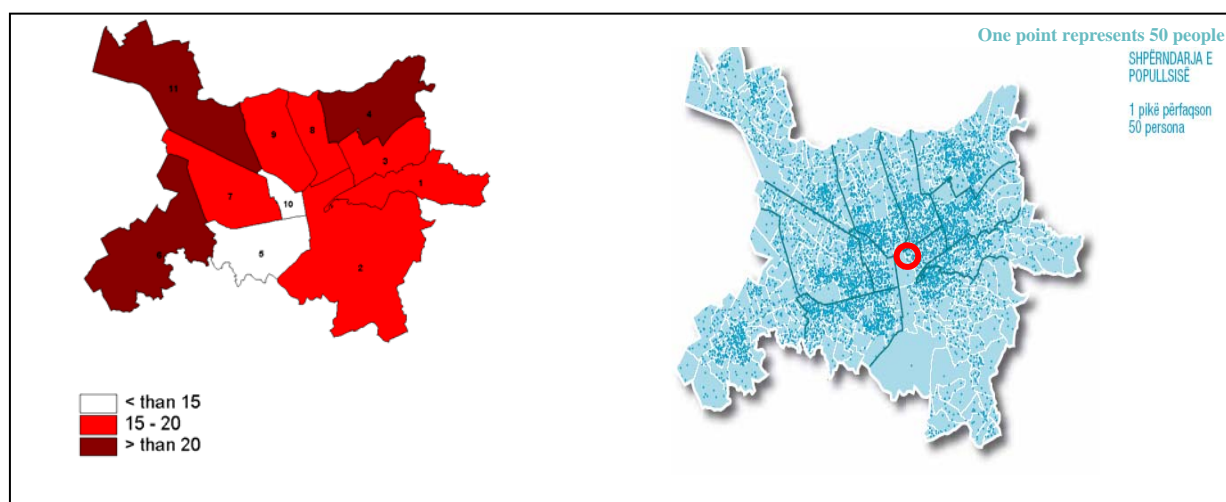 One point represents 50 people
SHPËRNDARJA E
POPULLSISË
1 pikë përfaqson
50 persona
11
4
9
8
3
1
7
10
6
5
2
< than 15
15 - 20
> than 20